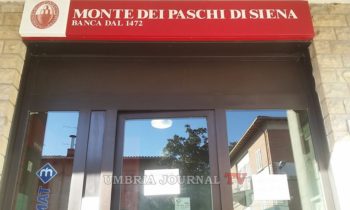 MONTE DEI PASCHI DI SIENA
BANCA DAL 1472
UMBRIA JOURNAL TV